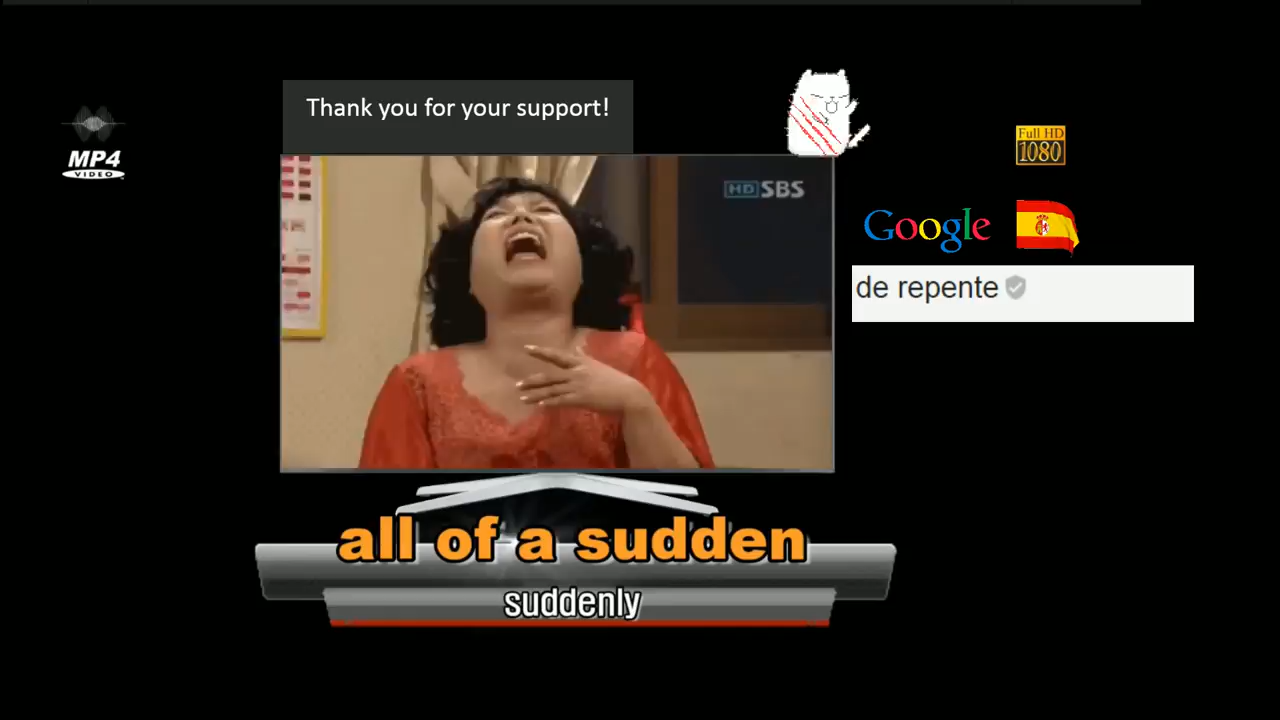 Thank you for your support!
MP4
VIDEO
HD SBS
Full HD
1080
Google
de repente
all of a sudden
suddenly